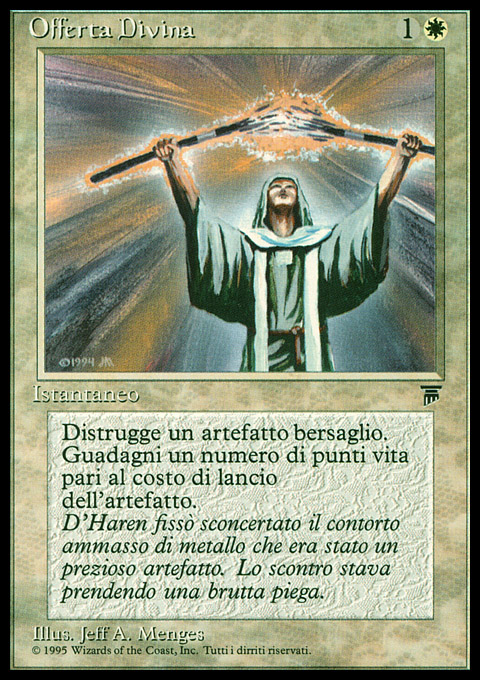 Offerta Divina 1
©1994 JAM
Istantaneo
Distrugge un artefatto bersaglio.
Guadagni un numero di punti vita
pari al costo di lancio
dell'artefatto.
D'Haren fissò sconcertato il contorto
ammasso di metallo che era stato un
prezioso artefatto. Lo scontro stava
prendendo una brutta piega.
Illus. Jeff A. Menges
© 1995 Wizards of the Coast, Inc. Tutti i dirriti riservati.